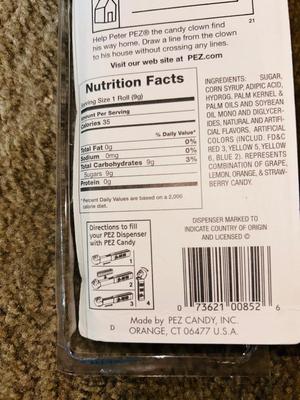 21
Help Peter PEZ® the candy clown find
his way home. Draw a line from the clown
to his house without crossing any lines.
Visit our web site at PEZ.com
Nutrition Facts
Serving Size 1 Roll (9g)
Amount Per Serving
Calories 35
% Daily Value*
Total Fat 0g 0%
Sodium 0mg 0%
Total Carbohydrates 9g 3%
Sugars 9g
Protein 0g
*Percent Daily Values are based on a 2,000
calorie diet.
INGREDIENTS: SUGAR,
CORN SYRUP, ADIPIC ACID,
HYDROG. PALM KERNEL &
PALM OILS AND SOYBEAN
OIL MONO AND DIGLYCER-
IDES, NATURAL AND ARTIFI-
CIAL FLAVORS, ARTIFICIAL
COLORS (INCLUD. FD&C
RED 3, YELLOW 5, YELLOW
6, BLUE 2). REPRESENTS
COMBINATION OF GRAPE,
LEMON, ORANGE, & STRAW-
BERRY CANDY.
Directions to fill
your PEZ Dispenser
with PEZ Candy
1
2
3
4
DISPENSER MARKED TO
INDICATE COUNTRY OF ORIGIN
AND LICENSED ©
0 73621 00852 6
D
Made by PEZ CANDY, INC.
ORANGE, CT 06477 U.S.A.